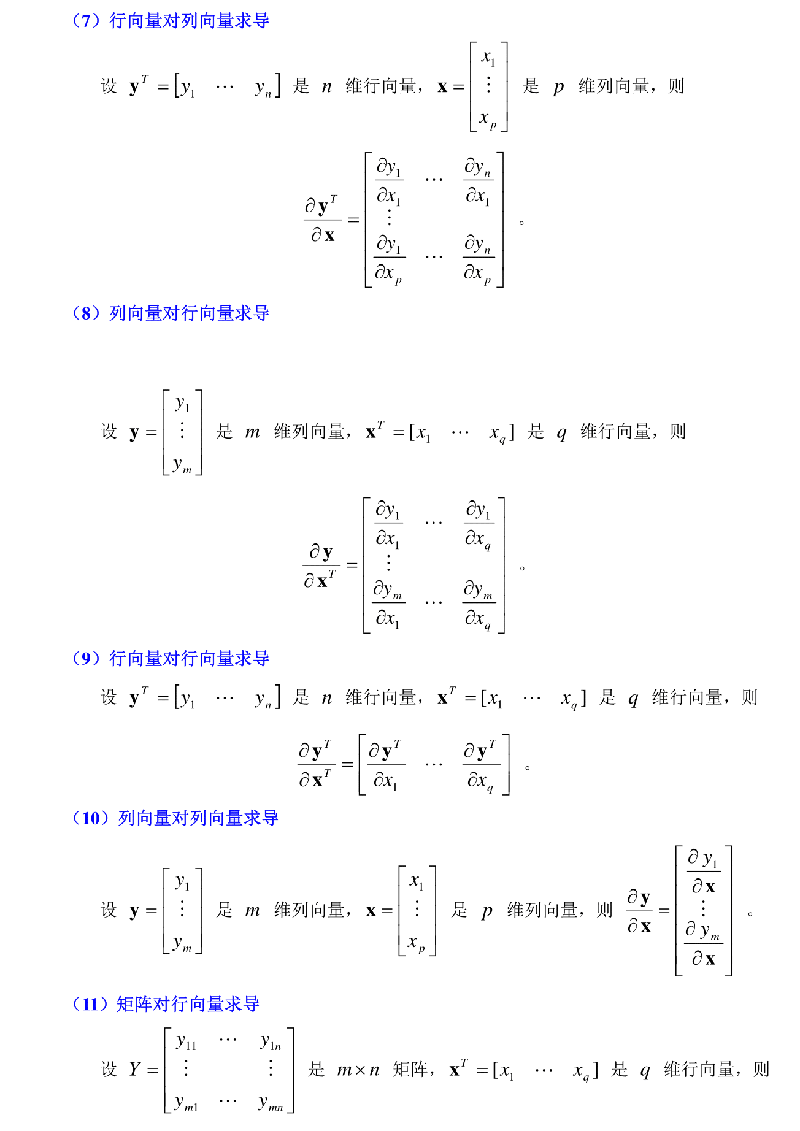 （7）行向量对列向量求导
设 $\mathbf{y}^T = \begin{bmatrix} y_1 & \cdots & y_n \end{bmatrix}$ 是 $n$ 维行向量，$\mathbf{x} = \begin{bmatrix} x_1 \\ \vdots \\ x_p \end{bmatrix}$ 是 $p$ 维列向量，则
$\frac{\partial \mathbf{y}^T}{\partial \mathbf{x}} = \begin{bmatrix} \frac{\partial y_1}{\partial x_1} & \cdots & \frac{\partial y_n}{\partial x_1} \\ \vdots & & \\ \frac{\partial y_1}{\partial x_p} & \cdots & \frac{\partial y_n}{\partial x_p} \end{bmatrix}$。
（8）列向量对行向量求导
设 $\mathbf{y} = \begin{bmatrix} y_1 \\ \vdots \\ y_m \end{bmatrix}$ 是 $m$ 维列向量，$\mathbf{x}^T = [x_1 \quad \cdots \quad x_q]$ 是 $q$ 维行向量，则
$\frac{\partial \mathbf{y}}{\partial \mathbf{x}^T} = \begin{bmatrix} \frac{\partial y_1}{\partial x_1} & \cdots & \frac{\partial y_1}{\partial x_q} \\ \vdots & & \\ \frac{\partial y_m}{\partial x_1} & \cdots & \frac{\partial y_m}{\partial x_q} \end{bmatrix}$。
（9）行向量对行向量求导
设 $\mathbf{y}^T = \begin{bmatrix} y_1 & \cdots & y_n \end{bmatrix}$ 是 $n$ 维行向量，$\mathbf{x}^T = [x_1 \quad \cdots \quad x_q]$ 是 $q$ 维行向量，则
$\frac{\partial \mathbf{y}^T}{\partial \mathbf{x}^T} = \begin{bmatrix} \frac{\partial \mathbf{y}^T}{\partial x_1} & \cdots & \frac{\partial \mathbf{y}^T}{\partial x_q} \end{bmatrix}$。
（10）列向量对列向量求导
设 $\mathbf{y} = \begin{bmatrix} y_1 \\ \vdots \\ y_m \end{bmatrix}$ 是 $m$ 维列向量，$\mathbf{x} = \begin{bmatrix} x_1 \\ \vdots \\ x_p \end{bmatrix}$ 是 $p$ 维列向量，则 $\frac{\partial \mathbf{y}}{\partial \mathbf{x}} = \begin{bmatrix} \frac{\partial y_1}{\partial \mathbf{x}} \\ \vdots \\ \frac{\partial y_m}{\partial \mathbf{x}} \end{bmatrix}$。
（11）矩阵对行向量求导
设 $Y = \begin{bmatrix} y_{11} & \cdots & y_{1n} \\ \vdots & & \vdots \\ y_{m1} & \cdots & y_{mn} \end{bmatrix}$ 是 $m \times n$ 矩阵，$\mathbf{x}^T = [x_1 \quad \cdots \quad x_q]$ 是 $q$ 维行向量，则